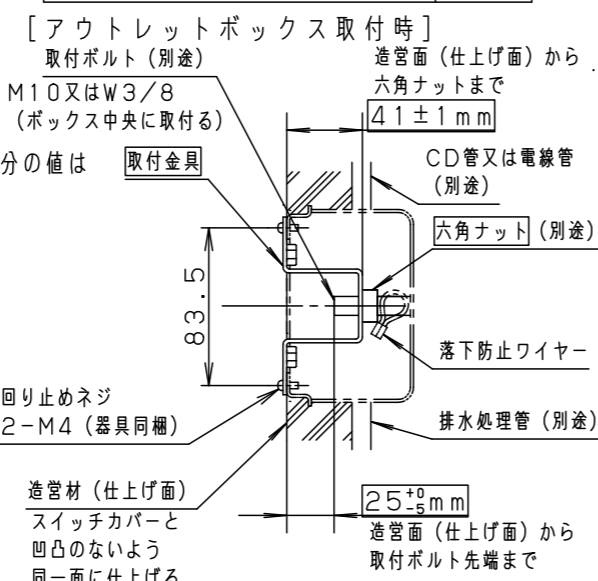 [アウトレットボックス取付時]
取付ボルト（別途）
M10又はW3/8
（ボックス中央に取付る）
造営面（仕上げ面）から
六角ナットまで
41±1mm
分の値は
取付金具
CD管又は電線管
（別途）
六角ナット（別途）
83.5
落下防止ワイヤー
回り止めネジ
2-M4（器具同梱）
排水処理管（別途）
造営材（仕上げ面）
スイッチカバーと
凹凸のないよう
同一面に仕上げる
25+0-5mm
造営面（仕上げ面）から
取付ボルト先端まで